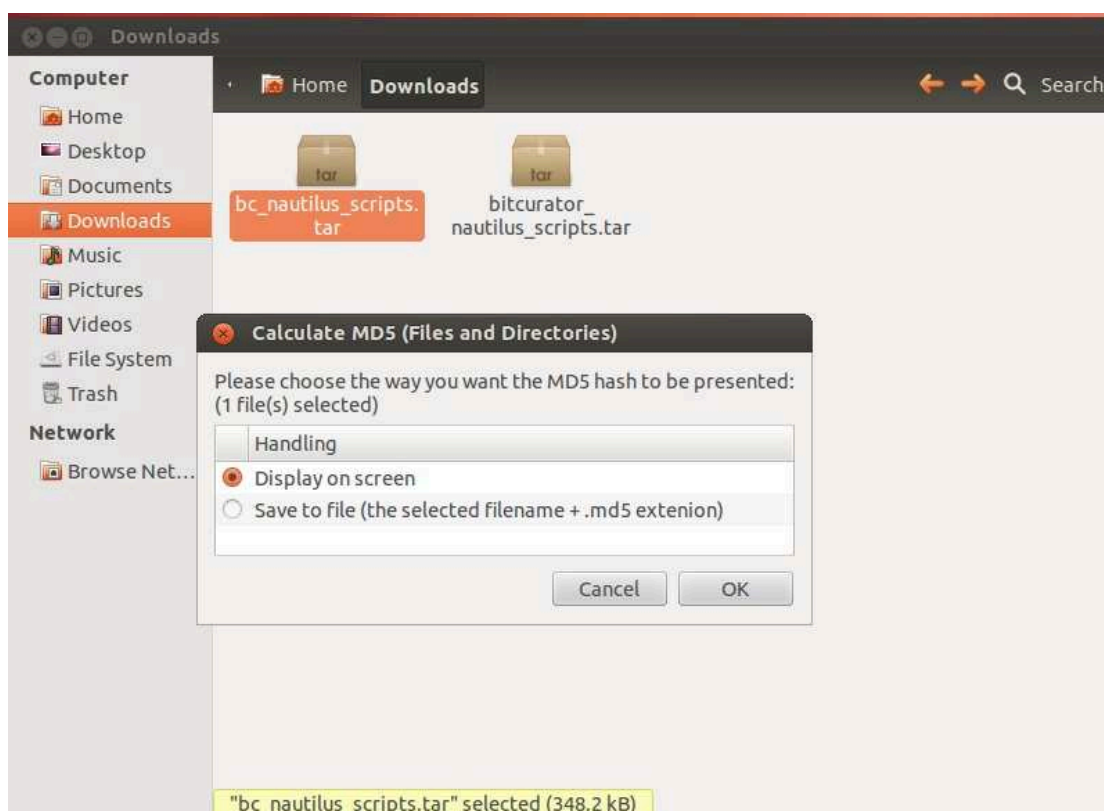 Downloads
Computer
Home
Desktop
Documents
Downloads
Music
Pictures
Videos
File System
Trash
Network
Browse Net...
Home Downloads Search
tar
bc_nautilus_scripts.
tar
tar
bitcurator_
nautilus_scripts.tar
Calculate MD5 (Files and Directories)
Please choose the way you want the MD5 hash to be presented:
(1 file(s) selected)
Handling
Display on screen
Save to file (the selected filename + .md5 extenion)
Cancel OK
"bc_nautilus_scripts.tar" selected (348.2 kB)